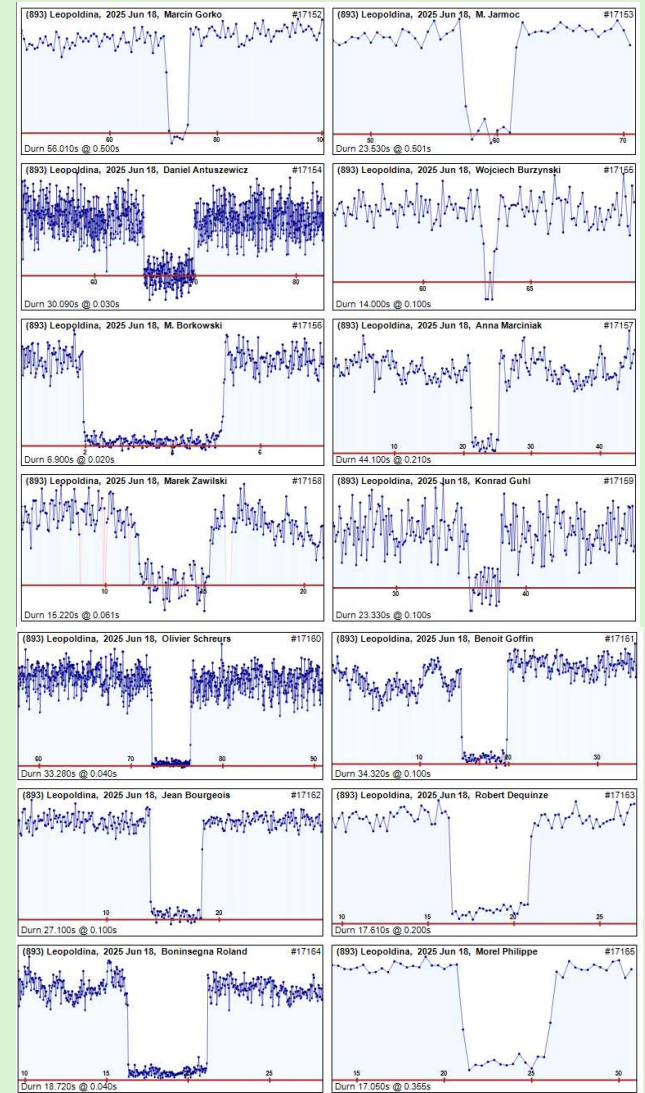 (893) Leopoldina, 2025 Jun 18, Marcin Gorko #17152
60 80 100
Durn 56.010s @ 0.500s
(893) Leopoldina, 2025 Jun 18, M. Jarmoc #17153
50 60 70
Durn 23.530s @ 0.501s
(893) Leopoldina, 2025 Jun 18, Daniel Antuszewicz #17154
60 70 80
Durn 30.090s @ 0.030s
(893) Leopoldina, 2025 Jun 18, Wojciech Burzynski #17155
60 65
Durn 14.000s @ 0.100s
(893) Leopoldina, 2025 Jun 18, M. Borkowski #17156
2 4 6
Durn 6.900s @ 0.020s
(893) Leopoldina, 2025 Jun 18, Anna Marciniak #17157
10 20 30 40
Durn 44.100s @ 0.210s
(893) Leopoldina, 2025 Jun 18, Marek Zawilski #17158
10 15 20
Durn 15.220s @ 0.061s
(893) Leopoldina, 2025 Jun 18, Konrad Guhl #17159
30 40
Durn 23.330s @ 0.100s
(893) Leopoldina, 2025 Jun 18, Olivier Schreurs #17160
60 70 80 90
Durn 33.280s @ 0.040s
(893) Leopoldina, 2025 Jun 18, Benoit Goffin #17161
10 20 30
Durn 34.320s @ 0.100s
(893) Leopoldina, 2025 Jun 18, Jean Bourgeois #17162
10 20
Durn 27.100s @ 0.100s
(893) Leopoldina, 2025 Jun 18, Robert Dequinze #17163
10 15 20 25
Durn 17.610s @ 0.200s
(893) Leopoldina, 2025 Jun 18, Boninsegna Roland #17164
10 15 20 25
Durn 18.720s @ 0.040s
(893) Leopoldina, 2025 Jun 18, Morel Philippe #17165
15 20 25 30
Durn 17.050s @ 0.355s